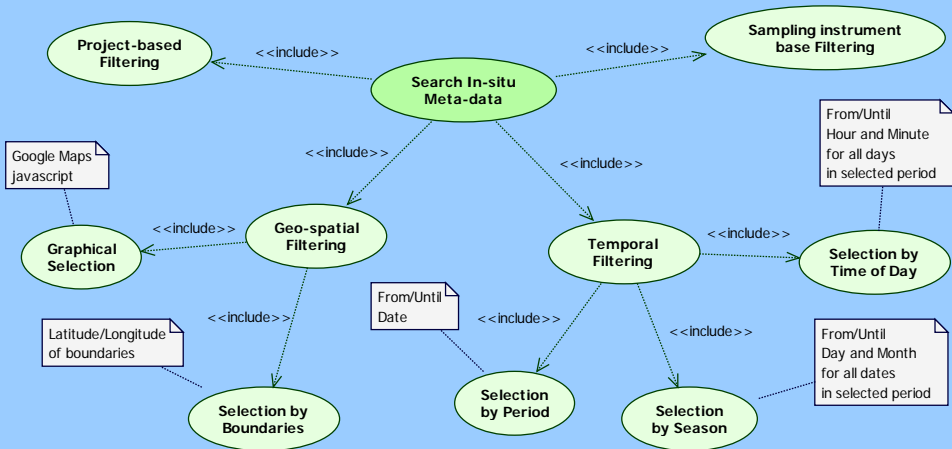 Project-based
Filtering
<<include>>
Search In-situ
Meta-data
<<include>>
Sampling instrument
base Filtering
From/Until
Hour and Minute
for all days
in selected period
Google Maps
javascript
<<include>>
<<include>>
<<include>>
Graphical
Selection
Geo-spatial
Filtering
Temporal
Filtering
<<include>>
Selection by
Time of Day
<<include>>
Latitude/Longitude
of boundaries
From/Until
Date
<<include>>
<<include>>
From/Until
Day and Month
for all dates
in selected period
Selection by
Boundaries
Selection
by Period
Selection
by Season